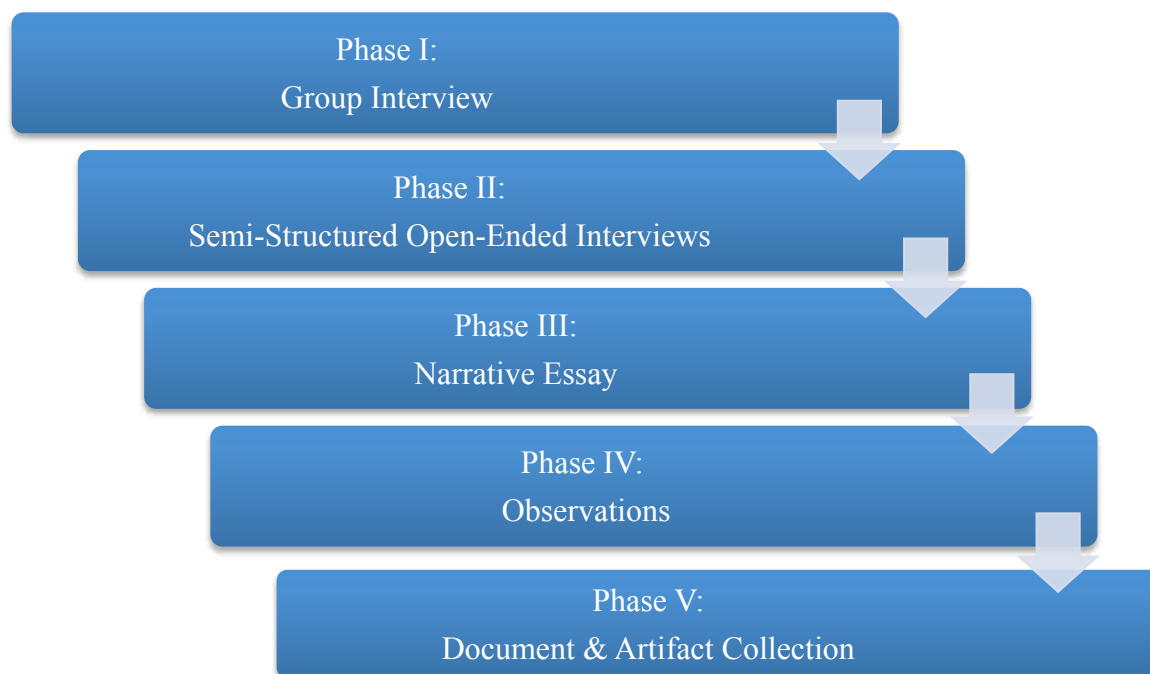 Phase I:
Group Interview
Phase II:
Semi-Structured Open-Ended Interviews
Phase III:
Narrative Essay
Phase IV:
Observations
Phase V:
Document & Artifact Collection